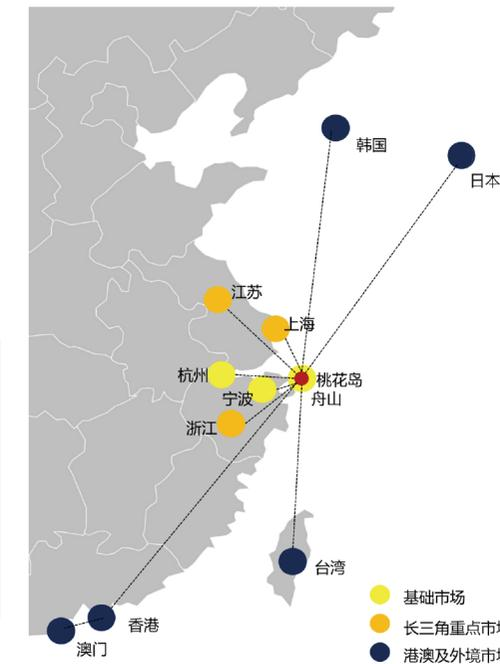 韩国
日本
江苏
上海
杭州
桃花岛
宁波
舟山
浙江
台湾
香港
澳门
基础市场
长三角重点市
港澳及外境市